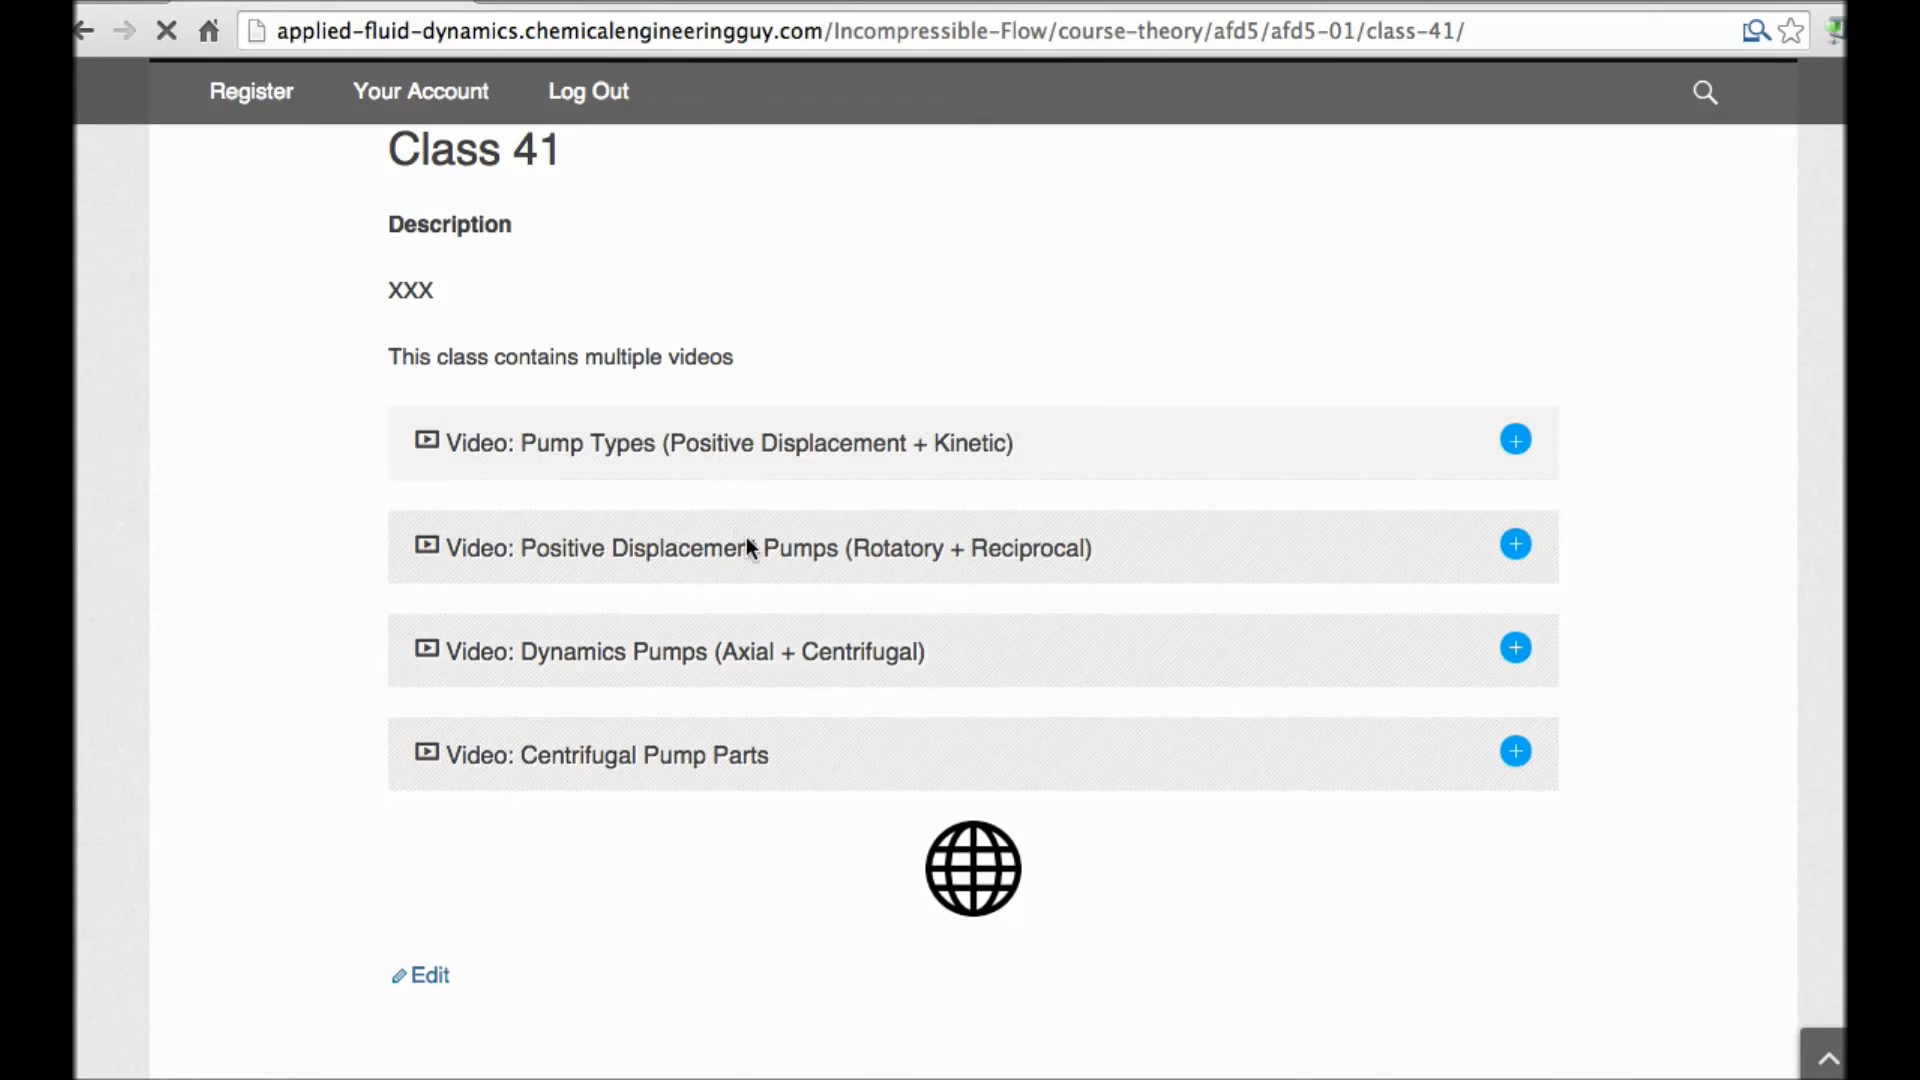 applied-fluid-dynamics.chemicalengineeringguy.com/Incompressible-Flow/course-theory/afd5/afd5-01/class-41/
Register Your Account Log Out
Class 41
Description
XXX
This class contains multiple videos
Video: Pump Types (Positive Displacement + Kinetic)
Video: Positive Displacement Pumps (Rotatory + Reciprocal)
Video: Dynamics Pumps (Axial + Centrifugal)
Video: Centrifugal Pump Parts
Edit